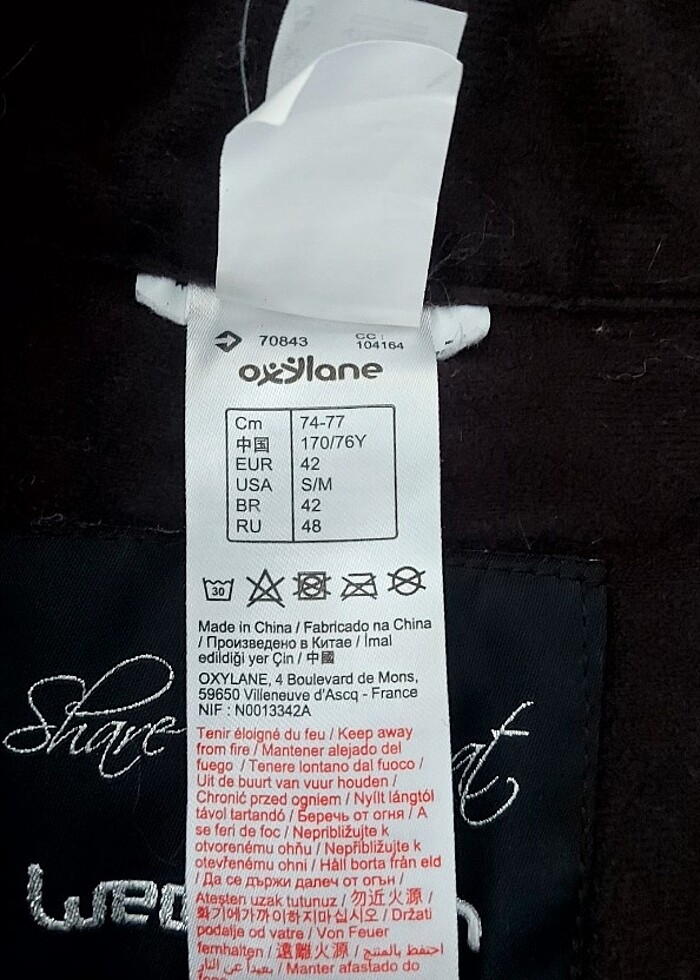 70843 CC : 104164
oxylane
Cm 74-77
中国 170/76Y
EUR 42
USA S/M
BR 42
RU 48
30
Made in China / Fabricado na China
/ Произведено в Китае / İmal
edildiği yer Çin / 中國
OXYLANE, 4 Boulevard de Mons,
59650 Villeneuve d'Ascq - France
NIF : N0013342A
Tenir éloigné du feu / Keep away
from fire / Mantener alejado del
fuego / Tenere lontano dal fuoco /
Uit de buurt van vuur houden /
Chronić przed ogniem / Nyílt lángtól
távol tartandó / Беречь от огня / A
se feri de foc / Nepribližujte k
otvorenému ohňu / Nepřibližujte k
otevřenému ohni / Håll borta från eld
/ Да се държи далеч от огън /
Ateşten uzak tutunuz / 勿近火源 /
화기에가까이하지마십시오 / Držati
podalje od vatre / Von Feuer
fernhalten / 遠離火源 / احتفظ بالمنتج
بعيدا عن النار / Manter afastado do
Share